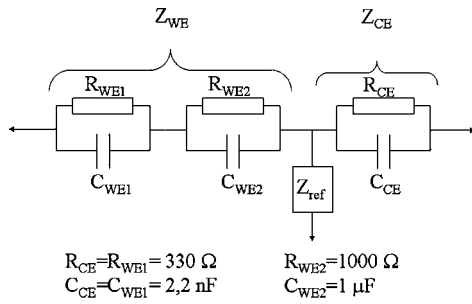 Z_WE Z_CE
R_WE1 R_WE2 R_CE
C_WE1 C_WE2 Z_ref C_CE
R_CE=R_WE1= 330 Ω R_WE2=1000 Ω
C_CE=C_WE1= 2,2 nF C_WE2=1 μF